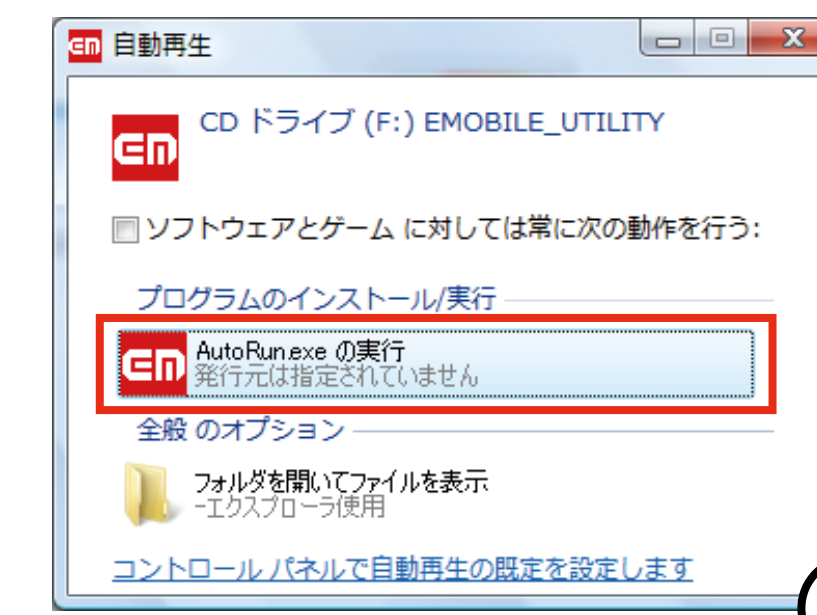 EM 自動再生
EM
CD ドライブ (F:) EMOBILE_UTILITY
ソフトウェアとゲーム に対しては常に次の動作を行う:
プログラムのインストール/実行
EM
AutoRun.exe の実行
発行元は指定されていません
全般 のオプション
フォルダを開いてファイルを表示
-エクスプローラ使用
コントロール パネルで自動再生の既定を設定します